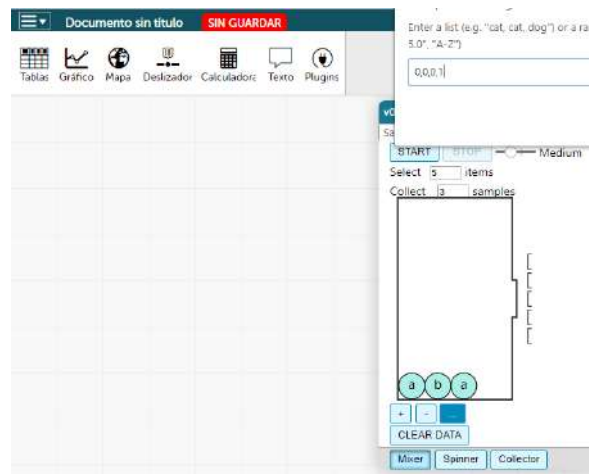 Documento sin título SIN GUARDAR
Tablas Gráfico Mapa Deslizador Calculadora Texto Plugins
Enter a list (e.g. "cat, cat, dog") or a ra
5.0", "A-Z")
0,0,0,1
START STOP Medium
Select 5 items
Collect 3 samples
a b a
+ - ...
CLEAR DATA
Mixer Spinner Collector